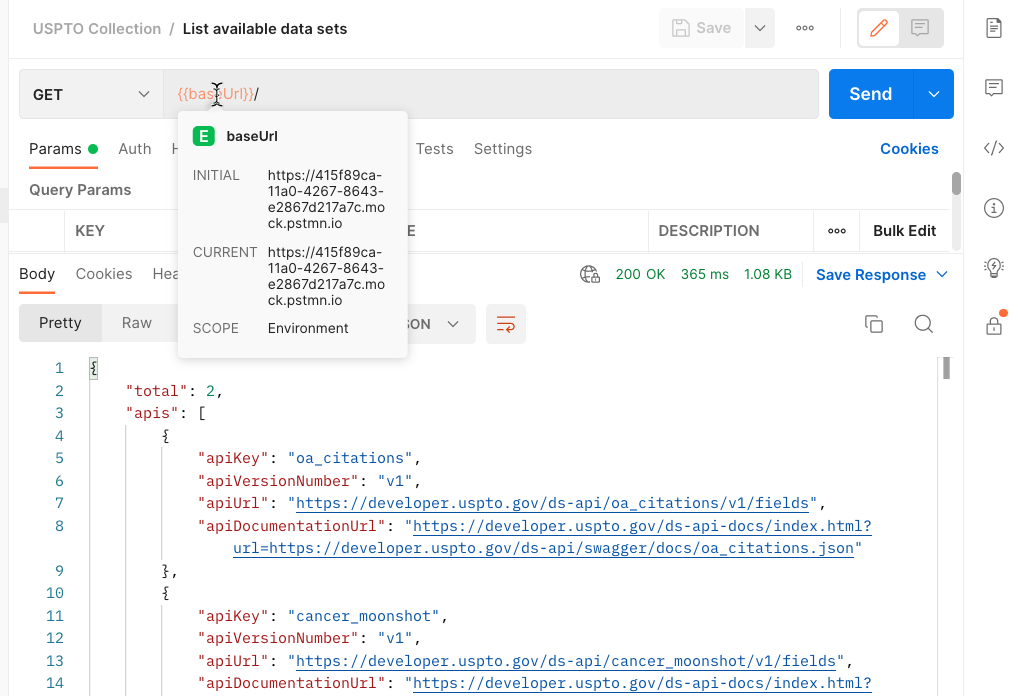 USPTO Collection / List available data sets
Save
GET
{{baseUrl}}/
Send
E baseUrl
INITIAL
https://415f89ca-
11a0-4267-8643-
e2867d217a7c.mo
ck.pstmn.io
CURRENT
https://415f89ca-
11a0-4267-8643-
e2867d217a7c.mo
ck.pstmn.io
SCOPE Environment
Params Auth H Tests Settings Cookies
Query Params
KEY E DESCRIPTION Bulk Edit
Body Cookies Hea 200 OK 365 ms 1.08 KB Save Response
Pretty Raw SON
1 {
2 "total": 2,
3 "apis": [
4 {
5 "apiKey": "oa_citations",
6 "apiVersionNumber": "v1",
7 "apiUrl": "https://developer.uspto.gov/ds-api/oa_citations/v1/fields",
8 "apiDocumentationUrl": "https://developer.uspto.gov/ds-api-docs/index.html?
url=https://developer.uspto.gov/ds-api/swagger/docs/oa_citations.json"
9 },
10 {
11 "apiKey": "cancer_moonshot",
12 "apiVersionNumber": "v1",
13 "apiUrl": "https://developer.uspto.gov/ds-api/cancer_moonshot/v1/fields",
14 "apiDocumentationUrl": "https://developer.uspto.gov/ds-api-docs/index.html?